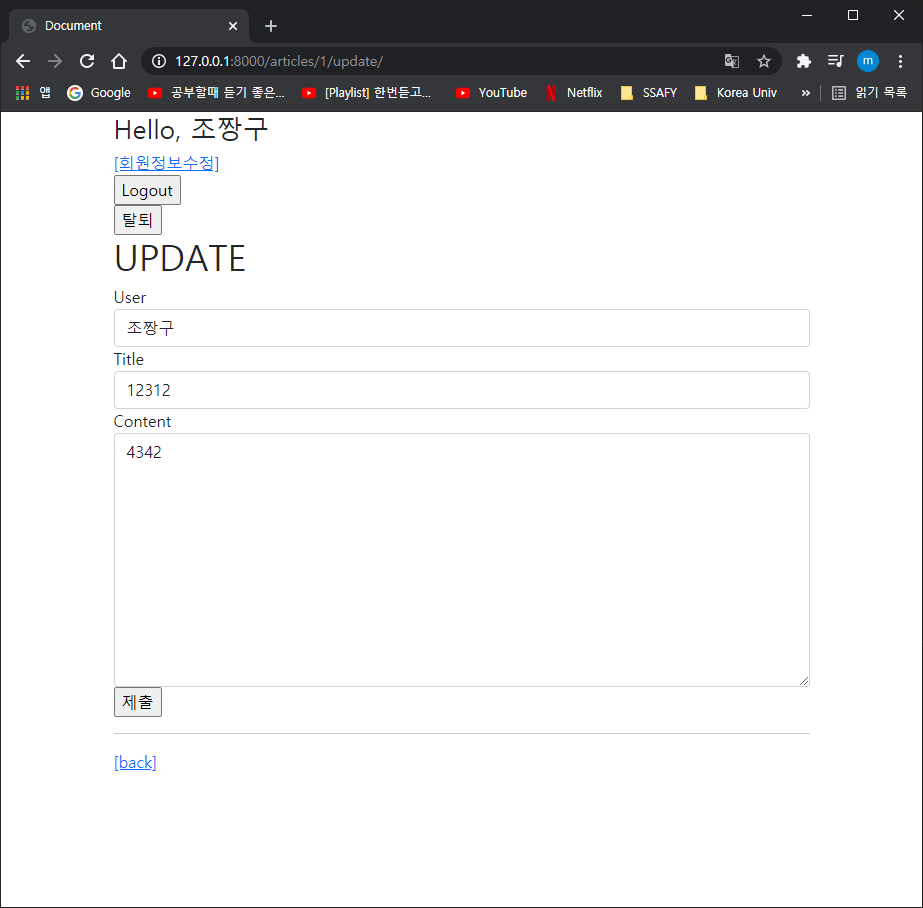 Document
127.0.0.1:8000/articles/1/update/
m
앱 Google 공부할때 듣기 좋은... [Playlist] 한번듣고... YouTube Netflix SSAFY Korea Univ » 읽기 목록
Hello, 조짱구
[회원정보수정]
Logout
탈퇴
UPDATE
User
조짱구
Title
12312
Content
4342
제출
[back]